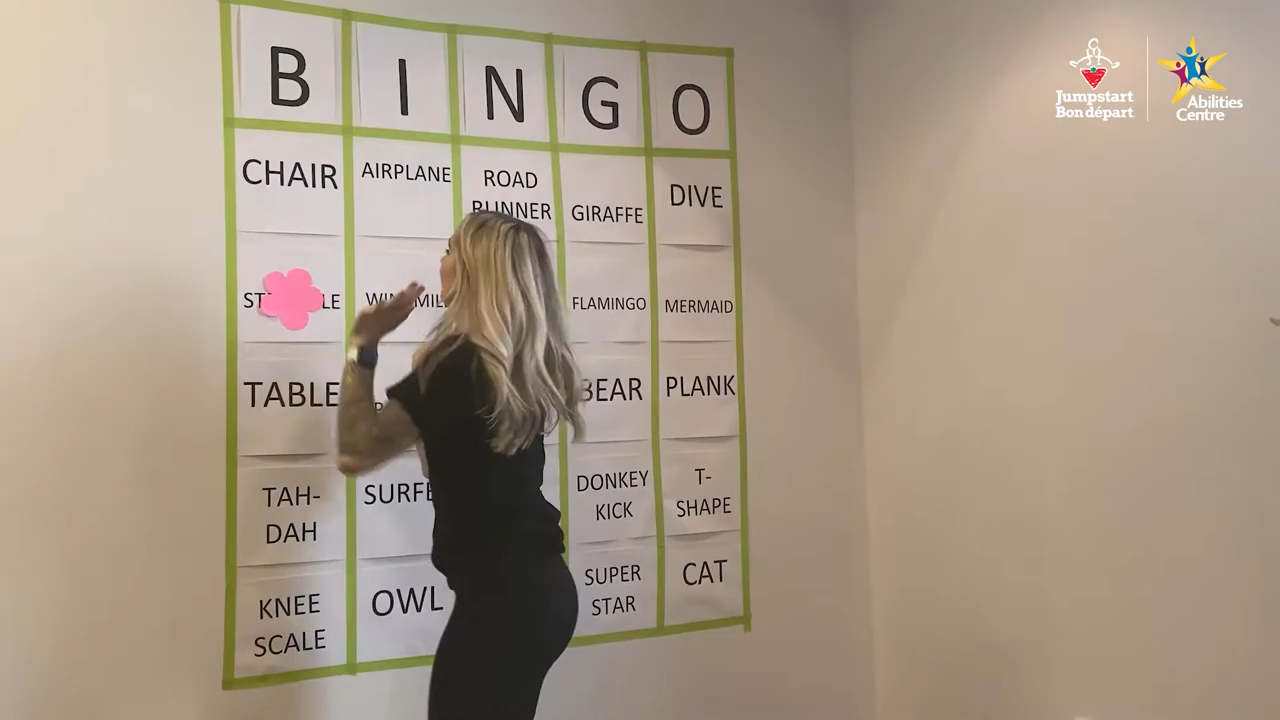 B I N G O
CHAIR AIRPLANE ROAD RUNNER GIRAFFE DIVE
FLAMINGO MERMAID
TABLE BEAR PLANK
TAH-DAH DONKEY KICK T-SHAPE
KNEE SCALE OWL SUPER STAR CAT
Jumpstart
Bon départ
Abilities
Centre